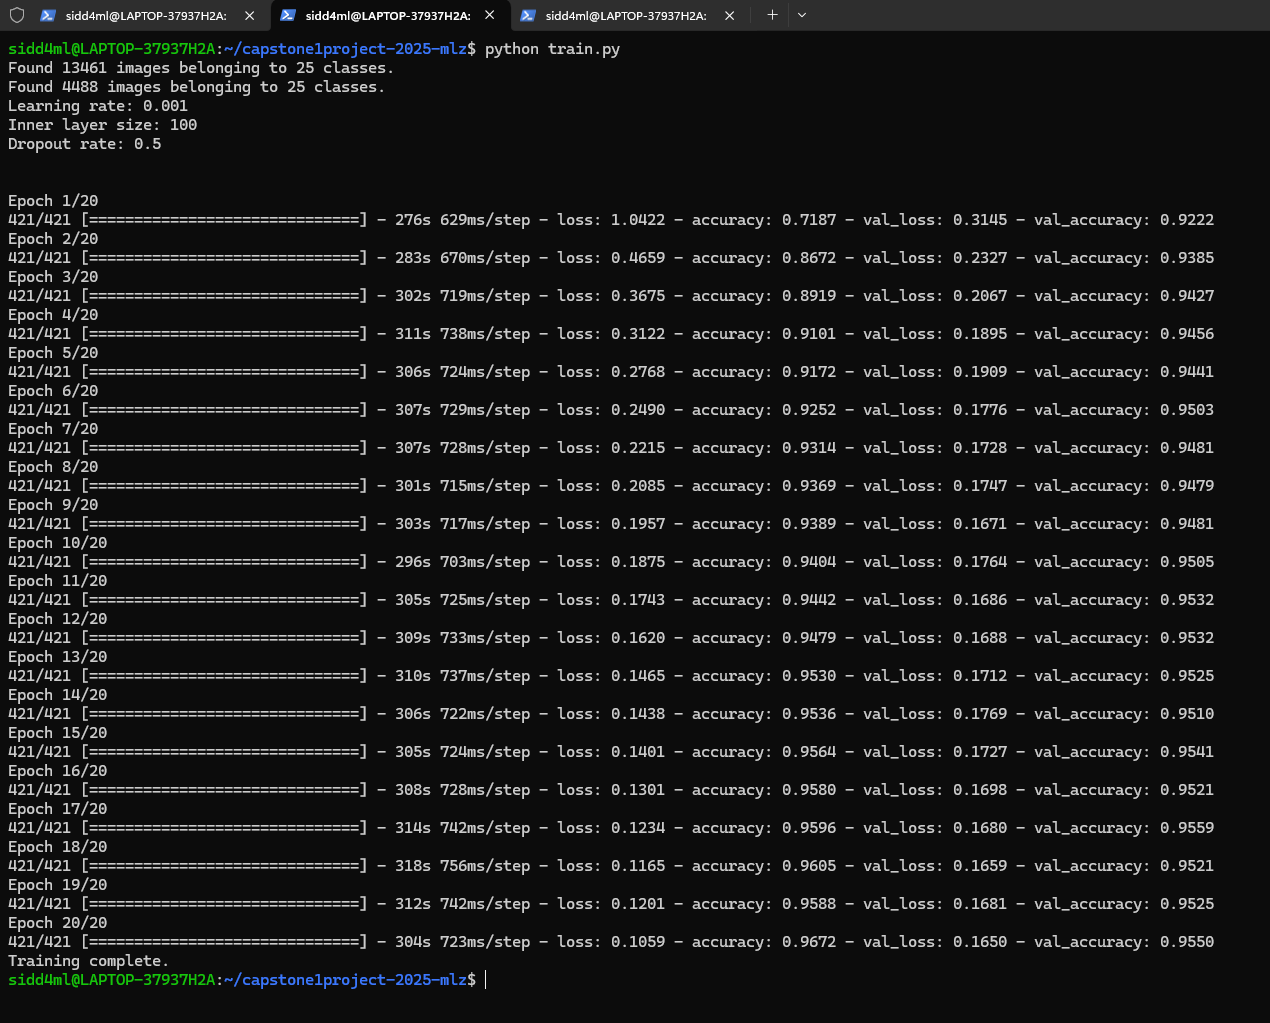 sidd4ml@LAPTOP-37937H2A: sidd4ml@LAPTOP-37937H2A: sidd4ml@LAPTOP-37937H2A:
sidd4ml@LAPTOP-37937H2A:~/capstone1project-2025-mlz$ python train.py
Found 13461 images belonging to 25 classes.
Found 4488 images belonging to 25 classes.
Learning rate: 0.001
Inner layer size: 100
Dropout rate: 0.5
Epoch 1/20
421/421 [==============================] - 276s 629ms/step - loss: 1.0422 - accuracy: 0.7187 - val_loss: 0.3145 - val_accuracy: 0.9222
Epoch 2/20
421/421 [==============================] - 283s 670ms/step - loss: 0.4659 - accuracy: 0.8672 - val_loss: 0.2327 - val_accuracy: 0.9385
Epoch 3/20
421/421 [==============================] - 302s 719ms/step - loss: 0.3675 - accuracy: 0.8919 - val_loss: 0.2067 - val_accuracy: 0.9427
Epoch 4/20
421/421 [==============================] - 311s 738ms/step - loss: 0.3122 - accuracy: 0.9101 - val_loss: 0.1895 - val_accuracy: 0.9456
Epoch 5/20
421/421 [==============================] - 306s 724ms/step - loss: 0.2768 - accuracy: 0.9172 - val_loss: 0.1909 - val_accuracy: 0.9441
Epoch 6/20
421/421 [==============================] - 307s 729ms/step - loss: 0.2490 - accuracy: 0.9252 - val_loss: 0.1776 - val_accuracy: 0.9503
Epoch 7/20
421/421 [==============================] - 307s 728ms/step - loss: 0.2215 - accuracy: 0.9314 - val_loss: 0.1728 - val_accuracy: 0.9481
Epoch 8/20
421/421 [==============================] - 301s 715ms/step - loss: 0.2085 - accuracy: 0.9369 - val_loss: 0.1747 - val_accuracy: 0.9479
Epoch 9/20
421/421 [==============================] - 303s 717ms/step - loss: 0.1957 - accuracy: 0.9389 - val_loss: 0.1671 - val_accuracy: 0.9481
Epoch 10/20
421/421 [==============================] - 296s 703ms/step - loss: 0.1875 - accuracy: 0.9404 - val_loss: 0.1764 - val_accuracy: 0.9505
Epoch 11/20
421/421 [==============================] - 305s 725ms/step - loss: 0.1743 - accuracy: 0.9442 - val_loss: 0.1686 - val_accuracy: 0.9532
Epoch 12/20
421/421 [==============================] - 309s 733ms/step - loss: 0.1620 - accuracy: 0.9479 - val_loss: 0.1688 - val_accuracy: 0.9532
Epoch 13/20
421/421 [==============================] - 310s 737ms/step - loss: 0.1465 - accuracy: 0.9530 - val_loss: 0.1712 - val_accuracy: 0.9525
Epoch 14/20
421/421 [==============================] - 306s 722ms/step - loss: 0.1438 - accuracy: 0.9536 - val_loss: 0.1769 - val_accuracy: 0.9510
Epoch 15/20
421/421 [==============================] - 305s 724ms/step - loss: 0.1401 - accuracy: 0.9564 - val_loss: 0.1727 - val_accuracy: 0.9541
Epoch 16/20
421/421 [==============================] - 308s 728ms/step - loss: 0.1301 - accuracy: 0.9580 - val_loss: 0.1698 - val_accuracy: 0.9521
Epoch 17/20
421/421 [==============================] - 314s 742ms/step - loss: 0.1234 - accuracy: 0.9596 - val_loss: 0.1680 - val_accuracy: 0.9559
Epoch 18/20
421/421 [==============================] - 318s 756ms/step - loss: 0.1165 - accuracy: 0.9605 - val_loss: 0.1659 - val_accuracy: 0.9521
Epoch 19/20
421/421 [==============================] - 312s 742ms/step - loss: 0.1201 - accuracy: 0.9588 - val_loss: 0.1681 - val_accuracy: 0.9525
Epoch 20/20
421/421 [==============================] - 304s 723ms/step - loss: 0.1059 - accuracy: 0.9672 - val_loss: 0.1650 - val_accuracy: 0.9550
Training complete.
sidd4ml@LAPTOP-37937H2A:~/capstone1project-2025-mlz$